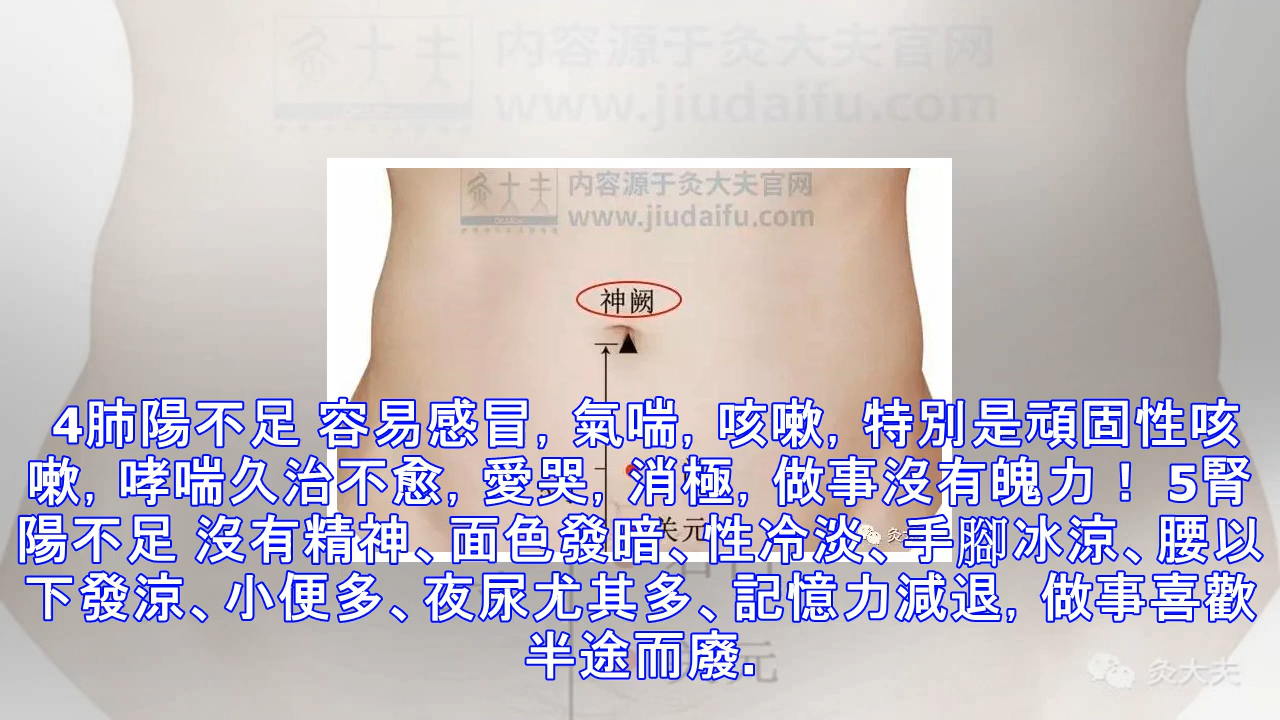 灸大夫
内容源于灸大夫官网
www.jiudaifu.com
灸大夫
内容源于灸大夫官网
www.jiudaifu.com
神阙
4肺陽不足 容易感冒, 氣喘, 咳嗽, 特別是頑固性咳
嗽, 哮喘久治不愈, 愛哭, 消極, 做事沒有魄力！ 5腎
陽不足 沒有精神、面色發暗、性冷淡、手腳冰涼、腰以
下發涼、小便多、夜尿尤其多、記憶力減退, 做事喜歡
半途而廢.
关元
灸大夫